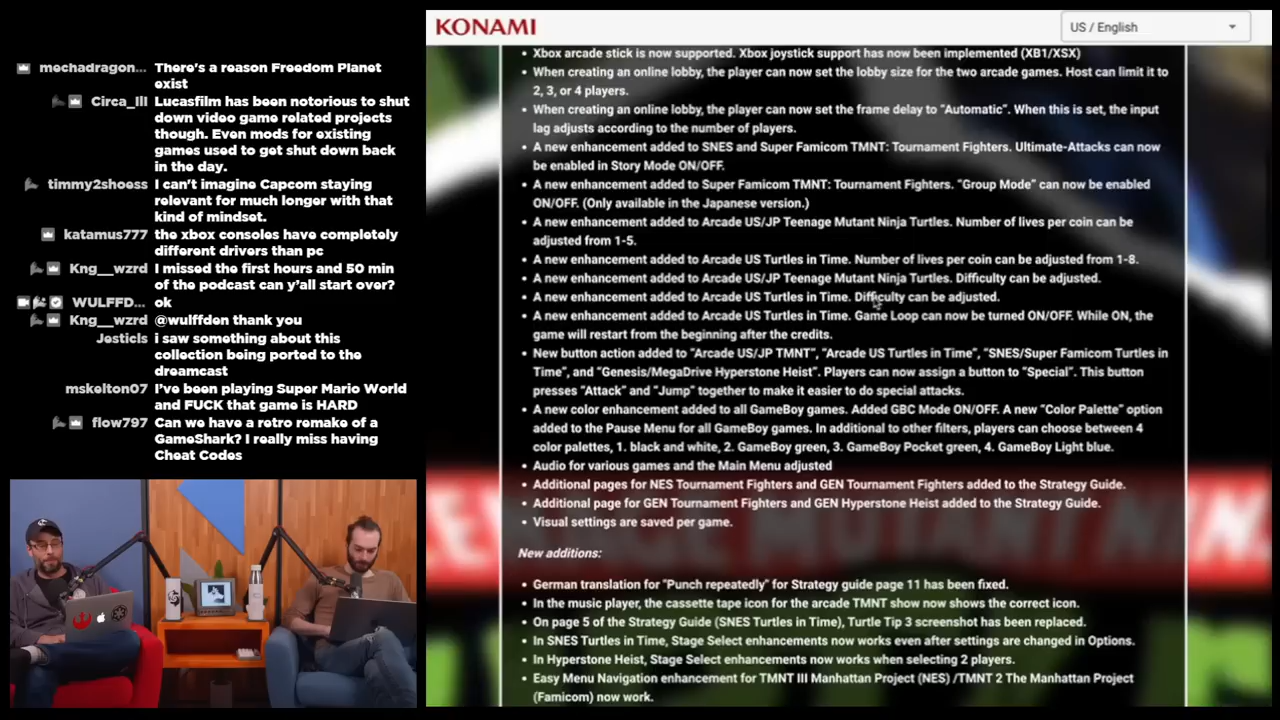 mechadragon... There's a reason Freedom Planet
exist
Circa_III Lucasfilm has been notorious to shut
down video game related projects
though. Even mods for existing
games used to get shut down back
in the day.
timmy2shoess I can't imagine Capcom staying
relevant for much longer with that
kind of mindset.
katamus777 the xbox consoles have completely
different drivers than pc
Kng__wzrd I missed the first hours and 50 min
of the podcast can y'all start over?
WULFFD... ok
Kng__wzrd @wulffden thank you
Jesticls i saw something about this
collection being ported to the
dreamcast
mskelton07 I've been playing Super Mario World
and FUCK that game is HARD
flow797 Can we have a retro remake of a
GameShark? I really miss having
Cheat Codes
KONAMI
US / English
• Xbox arcade stick is now supported. Xbox joystick support has now been implemented (XB1/XSX)
• When creating an online lobby, the player can now set the lobby size for the two arcade games. Host can limit it to
2, 3, or 4 players.
• When creating an online lobby, the player can now set the frame delay to "Automatic". When this is set, the input
lag adjusts according to the number of players.
• A new enhancement added to SNES and Super Famicom TMNT: Tournament Fighters. Ultimate-Attacks can now
be enabled in Story Mode ON/OFF.
• A new enhancement added to Super Famicom TMNT: Tournament Fighters. "Group Mode" can now be enabled
ON/OFF. (Only available in the Japanese version.)
• A new enhancement added to Arcade US/JP Teenage Mutant Ninja Turtles. Number of lives per coin can be
adjusted from 1-5.
• A new enhancement added to Arcade US Turtles in Time. Number of lives per coin can be adjusted from 1-8.
• A new enhancement added to Arcade US/JP Teenage Mutant Ninja Turtles. Difficulty can be adjusted.
• A new enhancement added to Arcade US Turtles in Time. Difficulty can be adjusted.
• A new enhancement added to Arcade US Turtles in Time. Game Loop can now be turned ON/OFF. While ON, the
game will restart from the beginning after the credits.
• New button action added to "Arcade US/JP TMNT", "Arcade US Turtles in Time", "SNES/Super Famicom Turtles in
Time", and "Genesis/MegaDrive Hyperstone Heist". Players can now assign a button to "Special". This button
presses "Attack" and "Jump" together to make it easier to do special attacks.
• A new color enhancement added to all GameBoy games. Added GBC Mode ON/OFF. A new "Color Palette" option
added to the Pause Menu for all GameBoy games. In additional to other filters, players can choose between 4
color palettes, 1. black and white, 2. GameBoy green, 3. GameBoy Pocket green, 4. GameBoy Light blue.
• Audio for various games and the Main Menu adjusted
• Additional pages for NES Tournament Fighters and GEN Tournament Fighters added to the Strategy Guide.
• Additional page for GEN Tournament Fighters and GEN Hyperstone Heist added to the Strategy Guide.
• Visual settings are saved per game.
New additions:
• German translation for "Punch repeatedly" for Strategy guide page 11 has been fixed.
• In the music player, the cassette tape icon for the arcade TMNT show now shows the correct icon.
• On page 5 of the Strategy Guide (SNES Turtles in Time), Turtle Tip 3 screenshot has been replaced.
• In SNES Turtles in Time, Stage Select enhancements now works even after settings are changed in Options.
• In Hyperstone Heist, Stage Select enhancements now works when selecting 2 players.
• Easy Menu Navigation enhancement for TMNT III Manhattan Project (NES) /TMNT 2 The Manhattan Project
(Famicom) now work.